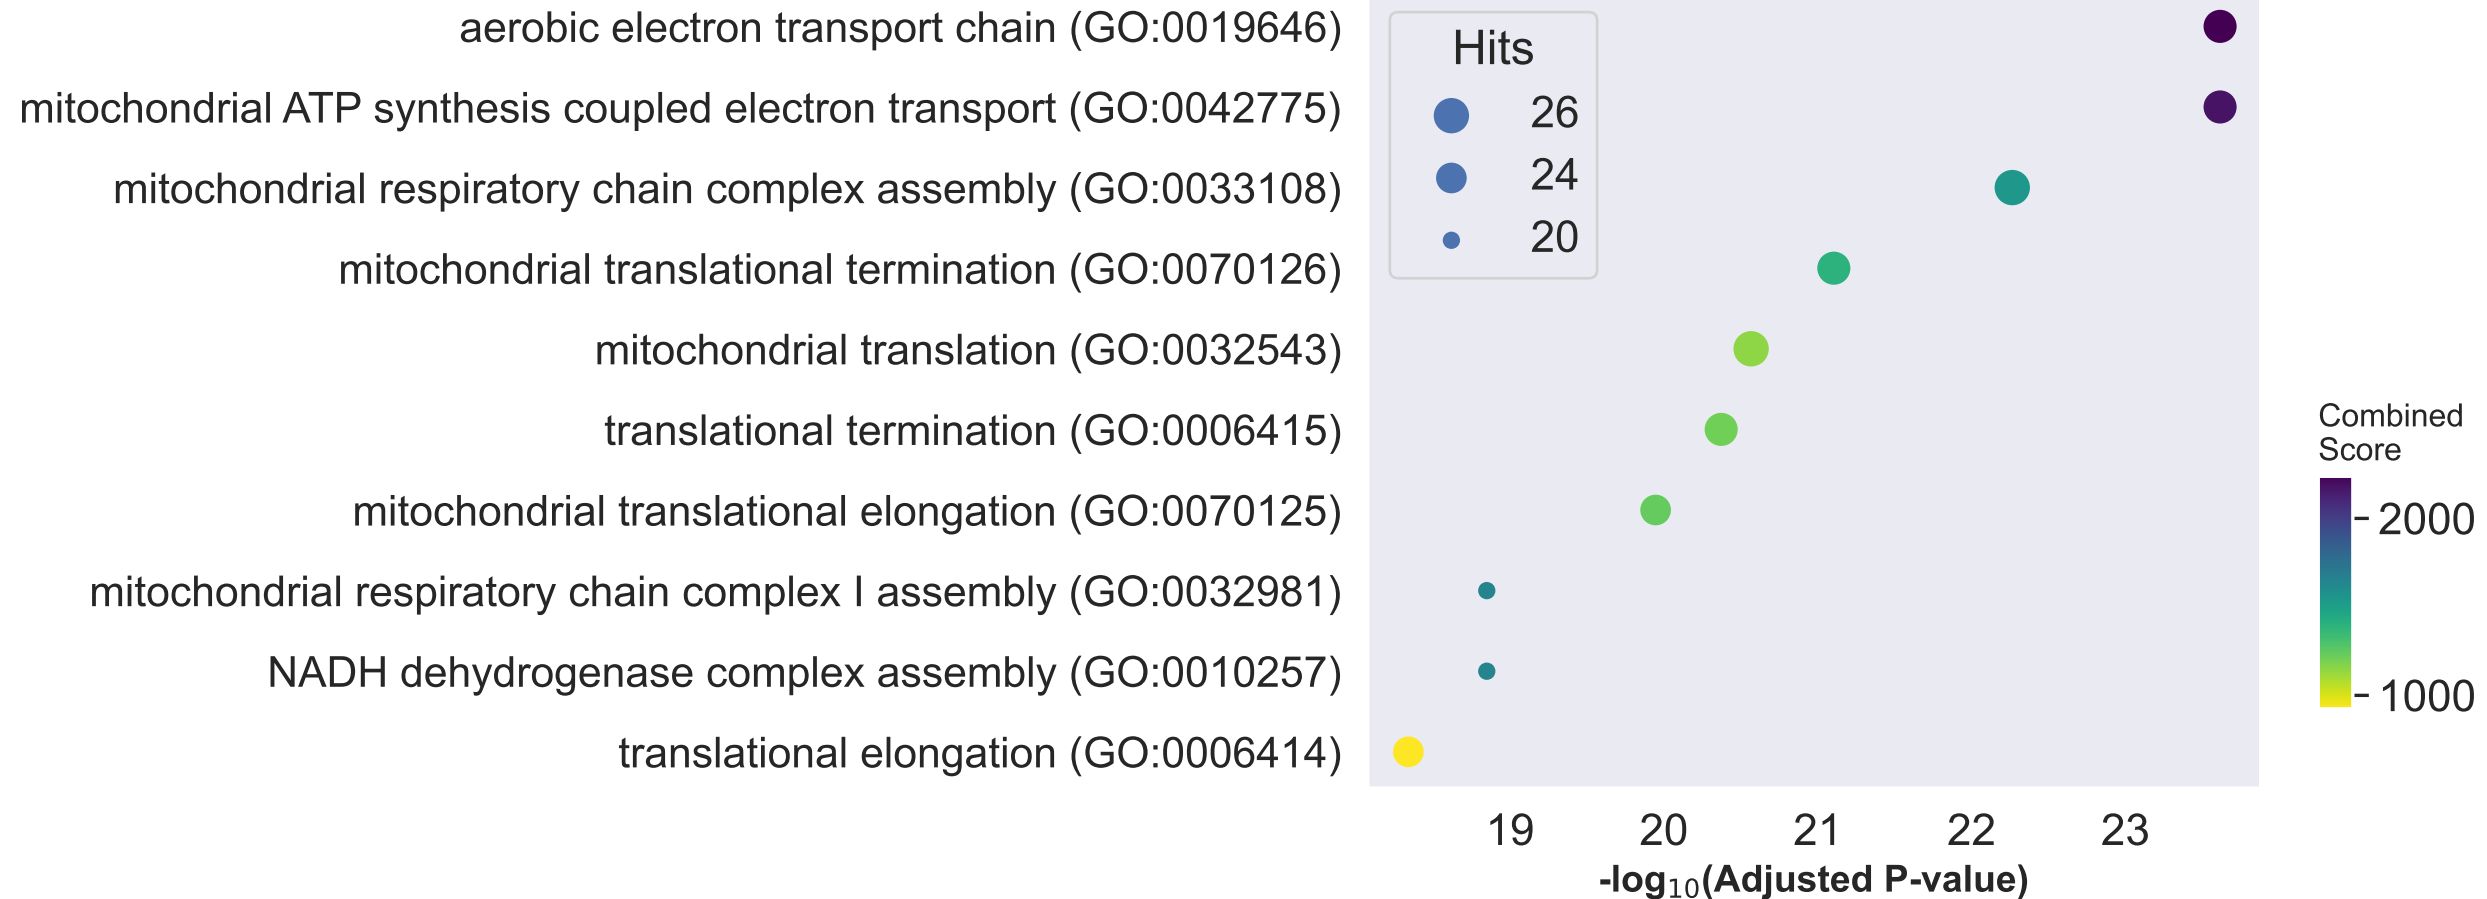 aerobic electron transport chain (GO:0019646)
mitochondrial ATP synthesis coupled electron transport (GO:0042775)
mitochondrial respiratory chain complex assembly (GO:0033108)
mitochondrial translational termination (GO:0070126)
mitochondrial translation (GO:0032543)
translational termination (GO:0006415)
mitochondrial translational elongation (GO:0070125)
mitochondrial respiratory chain complex I assembly (GO:0032981)
NADH dehydrogenase complex assembly (GO:0010257)
translational elongation (GO:0006414)
Hits
26
24
20
19 20 21 22 23
-log₁₀(Adjusted P-value)
Combined
Score
2000
1000